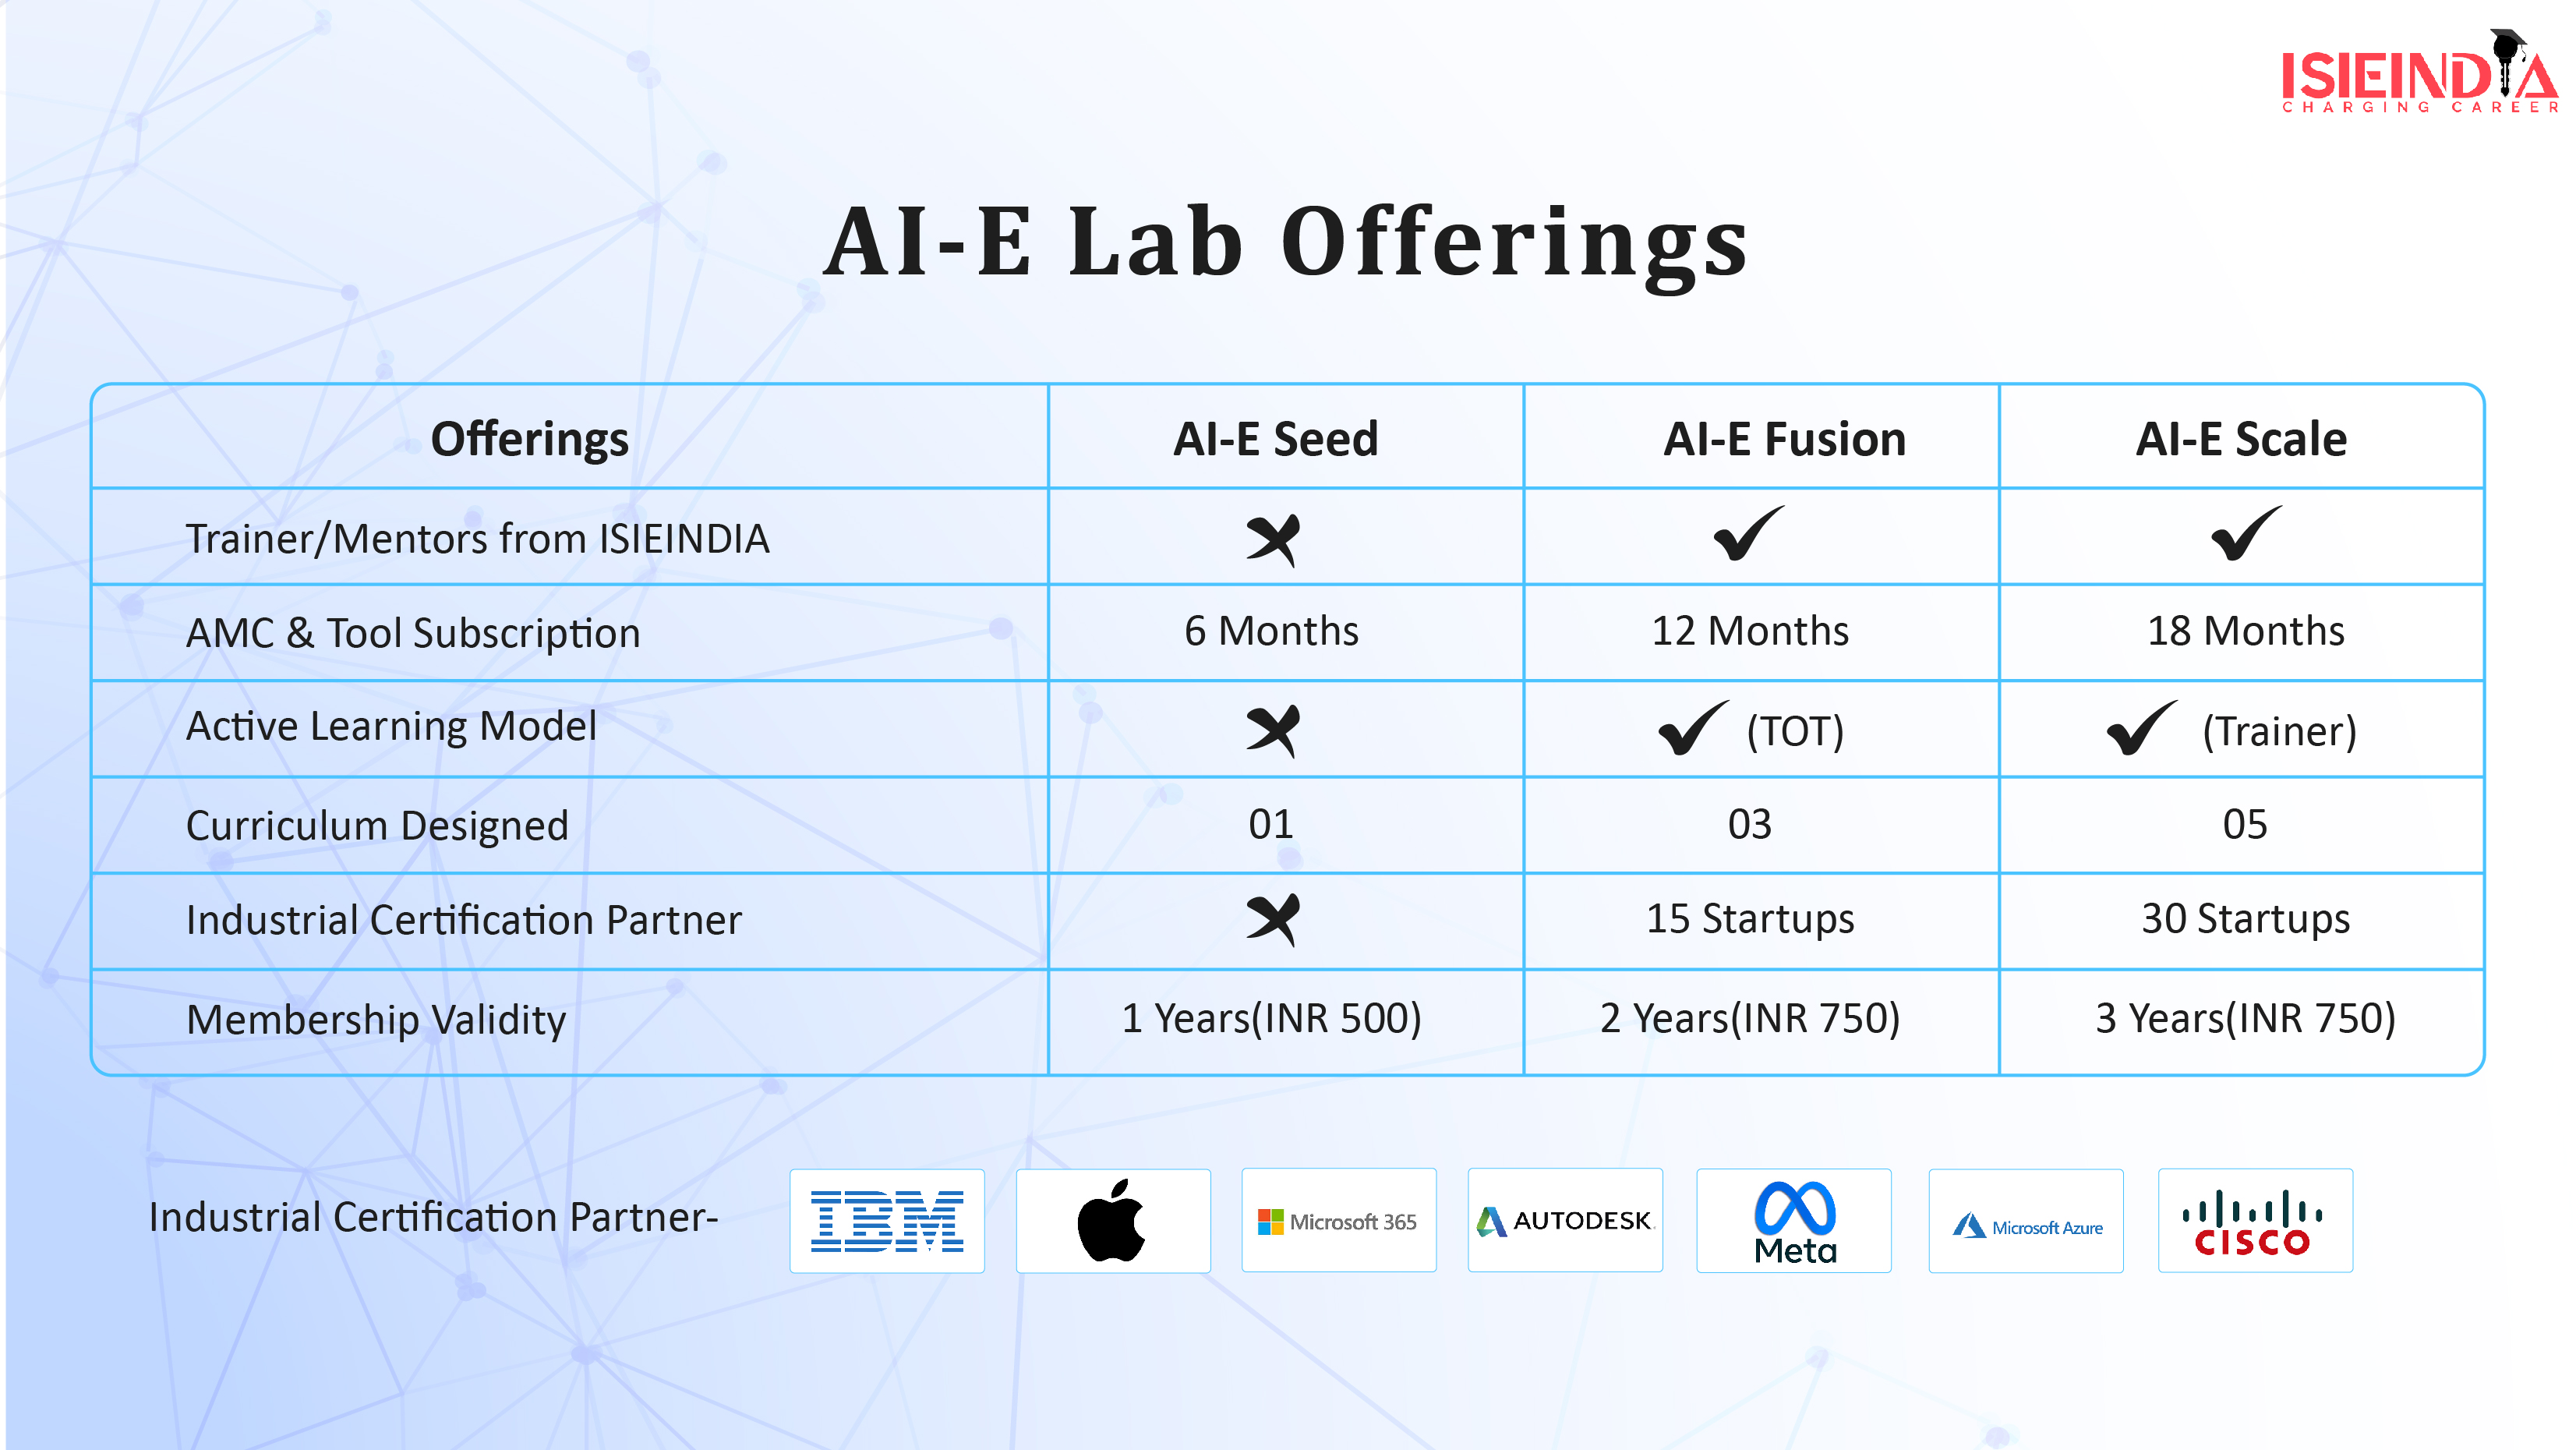 ISIEINDIA
CHARGING CAREER
AI-E Lab Offerings
Offerings AI-E Seed AI-E Fusion AI-E Scale
Trainer/Mentors from ISIEINDIA
AMC & Tool Subscription 6 Months 12 Months 18 Months
Active Learning Model (TOT) (Trainer)
Curriculum Designed 01 03 05
Industrial Certification Partner 15 Startups 30 Startups
Membership Validity 1 Years(INR 500) 2 Years(INR 750) 3 Years(INR 750)
Industrial Certification Partner- IBM Microsoft 365 AUTODESK Meta Microsoft Azure CISCO